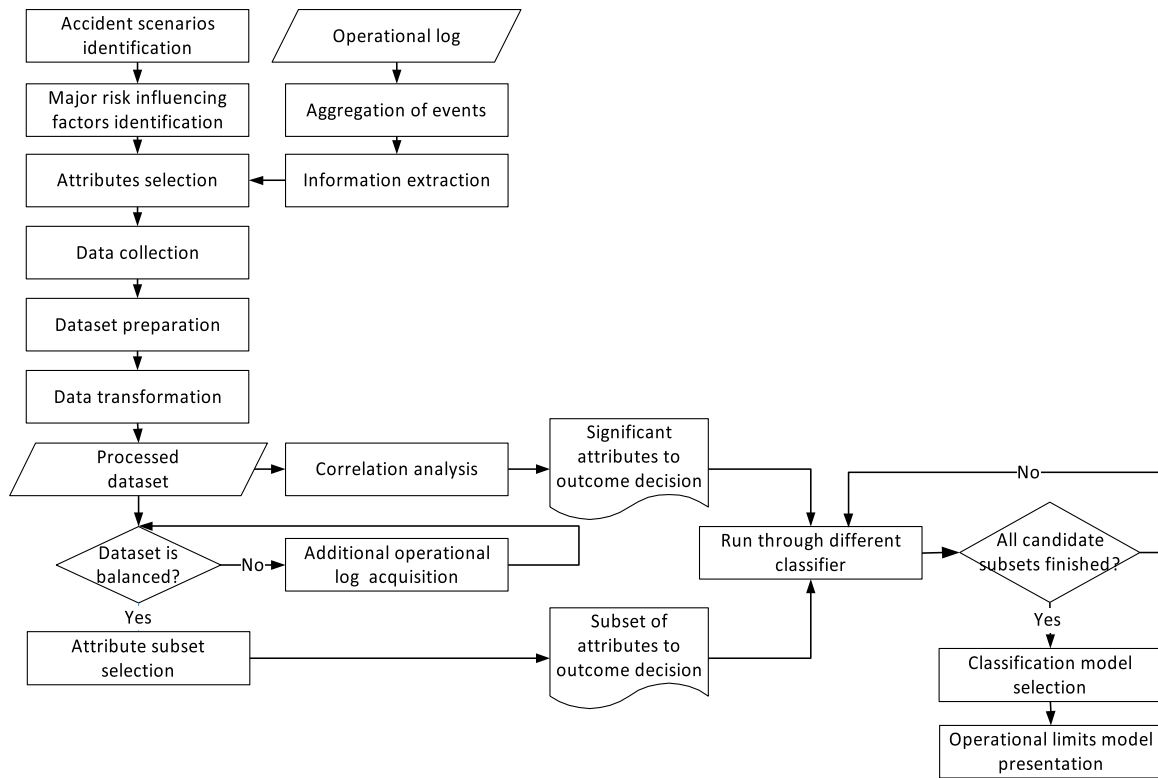 Accident scenarios
identification
Operational log
Major risk influencing
factors identification
Aggregation of events
Attributes selection
Information extraction
Data collection
Dataset preparation
Data transformation
Processed
dataset
Correlation analysis
Significant
attributes to
outcome decision
No
Dataset is
balanced?
No
Additional operational
log acquisition
Run through different
classifier
All candidate
subsets finished?
Yes
Yes
Attribute subset
selection
Subset of
attributes to
outcome decision
Classification model
selection
Operational limits model
presentation